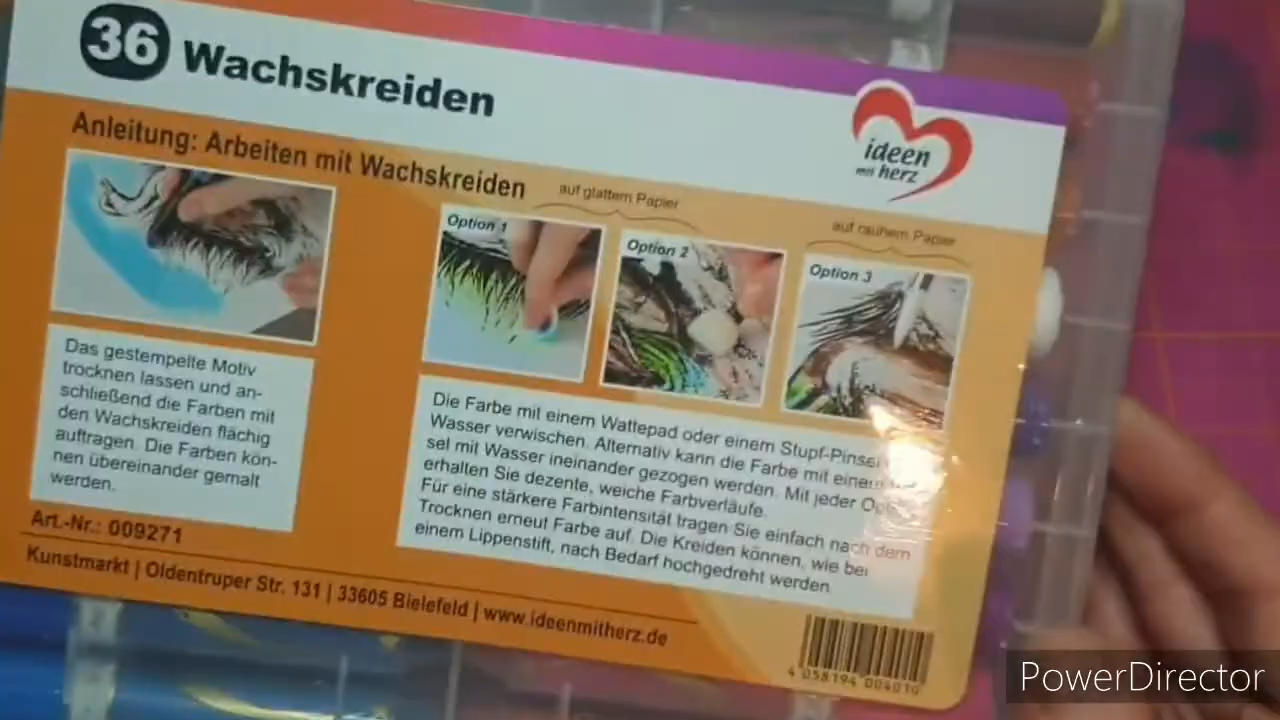 36 Wachskreiden
ideen
mit herz
Anleitung: Arbeiten mit Wachskreiden
auf glattem Papier
auf rauhem Papier
Option 1
Option 2
Option 3
Das gestempelte Motiv
trocknen lassen und an-
schließend die Farben mit
den Wachskreiden flächig
auftragen. Die Farben kön-
nen übereinander gemalt
werden.
Die Farbe mit einem Wattepad oder einem Stupf-Pinsel
Wasser verwischen. Alternativ kann die Farbe mit einem
sel mit Wasser ineinander gezogen werden. Mit jeder
erhalten Sie dezente, weiche Farbverläufe.
Für eine stärkere Farbintensität tragen Sie einfach nach dem
Trocknen erneut Farbe auf. Die Kreiden können, wie bei
einem Lippenstift, nach Bedarf hochgedreht werden.
Art.-Nr.: 009271
Kunstmarkt | Oldentruper Str. 131 | 33605 Bielefeld | www.ideenmitherz.de
4 058194 004010
PowerDirector